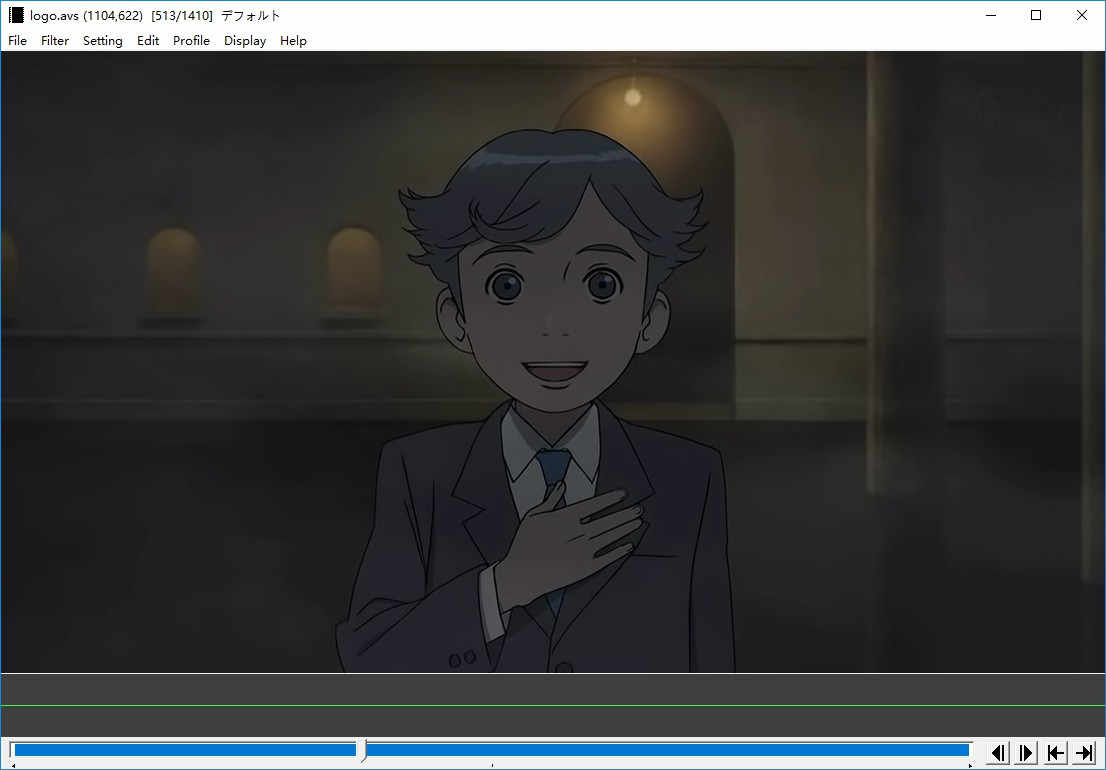 logo.avs (1104,622) [513/1410] デフォルト
File Filter Setting Edit Profile Display Help